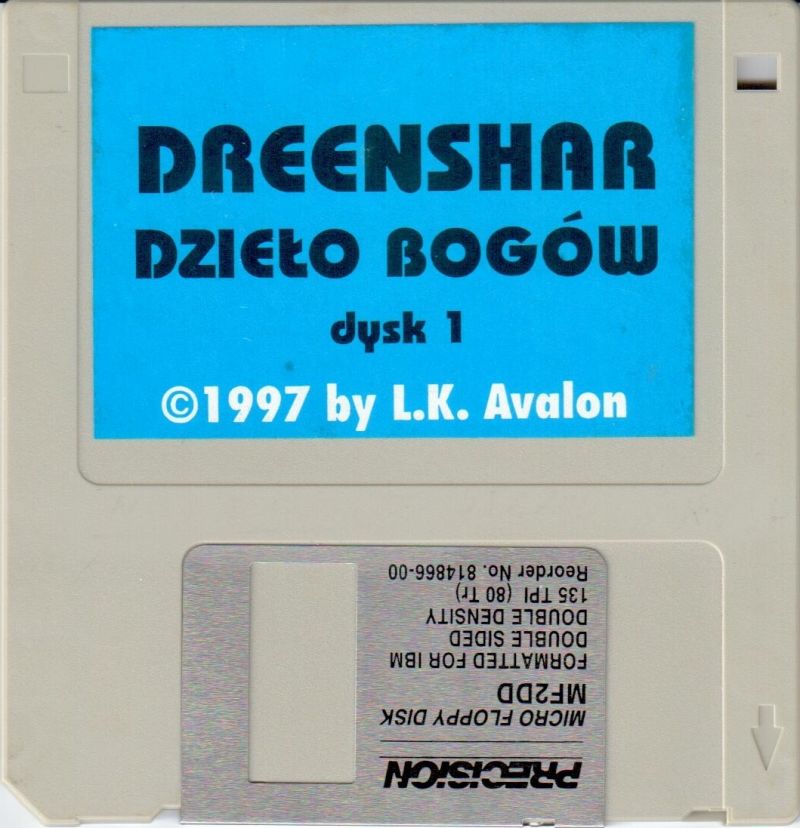 DREENSHAR
DZIEŁO BOGÓW
dysk 1
©1997 by L.K. Avalon
PRECISION
MICRO FLOPPY DISK
MF2DD
FORMATTED FOR IBM
DOUBLE SIDED
DOUBLE DENSITY
135 TPI (80 Tr)
Reorder No. 814866-00